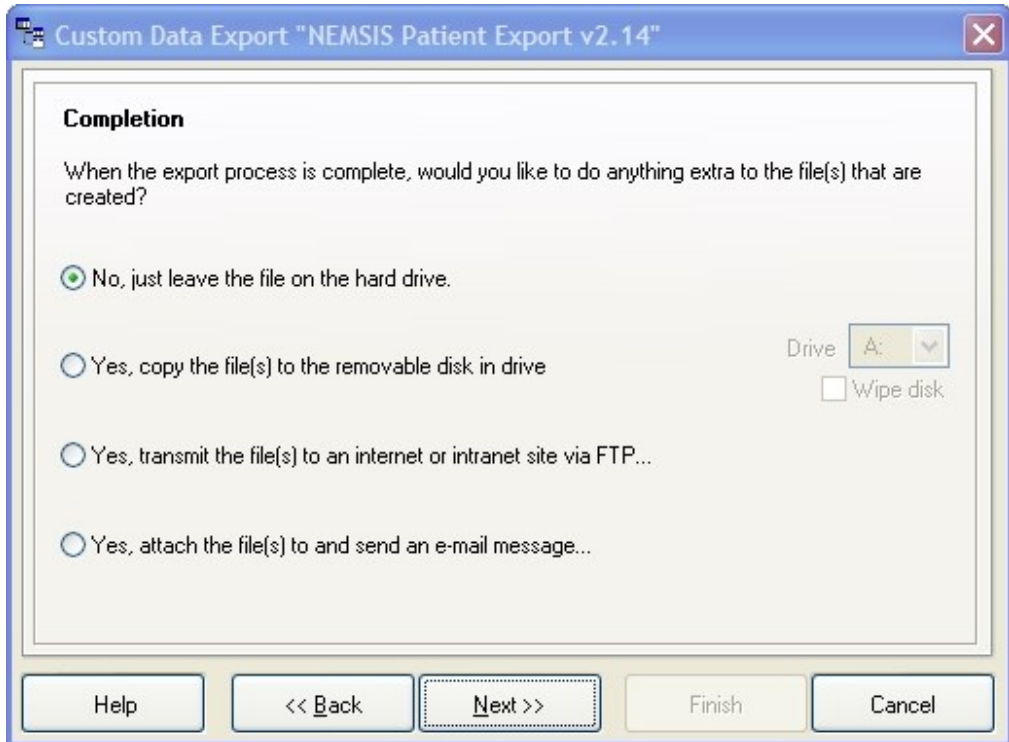 Custom Data Export "NEMSIS Patient Export v2.14"
Completion
When the export process is complete, would you like to do anything extra to the file(s) that are
created?
No, just leave the file on the hard drive.
Yes, copy the file(s) to the removable disk in drive
Drive A:
Wipe disk
Yes, transmit the file(s) to an internet or intranet site via FTP...
Yes, attach the file(s) to and send an e-mail message...
Help << Back Next >> Finish Cancel